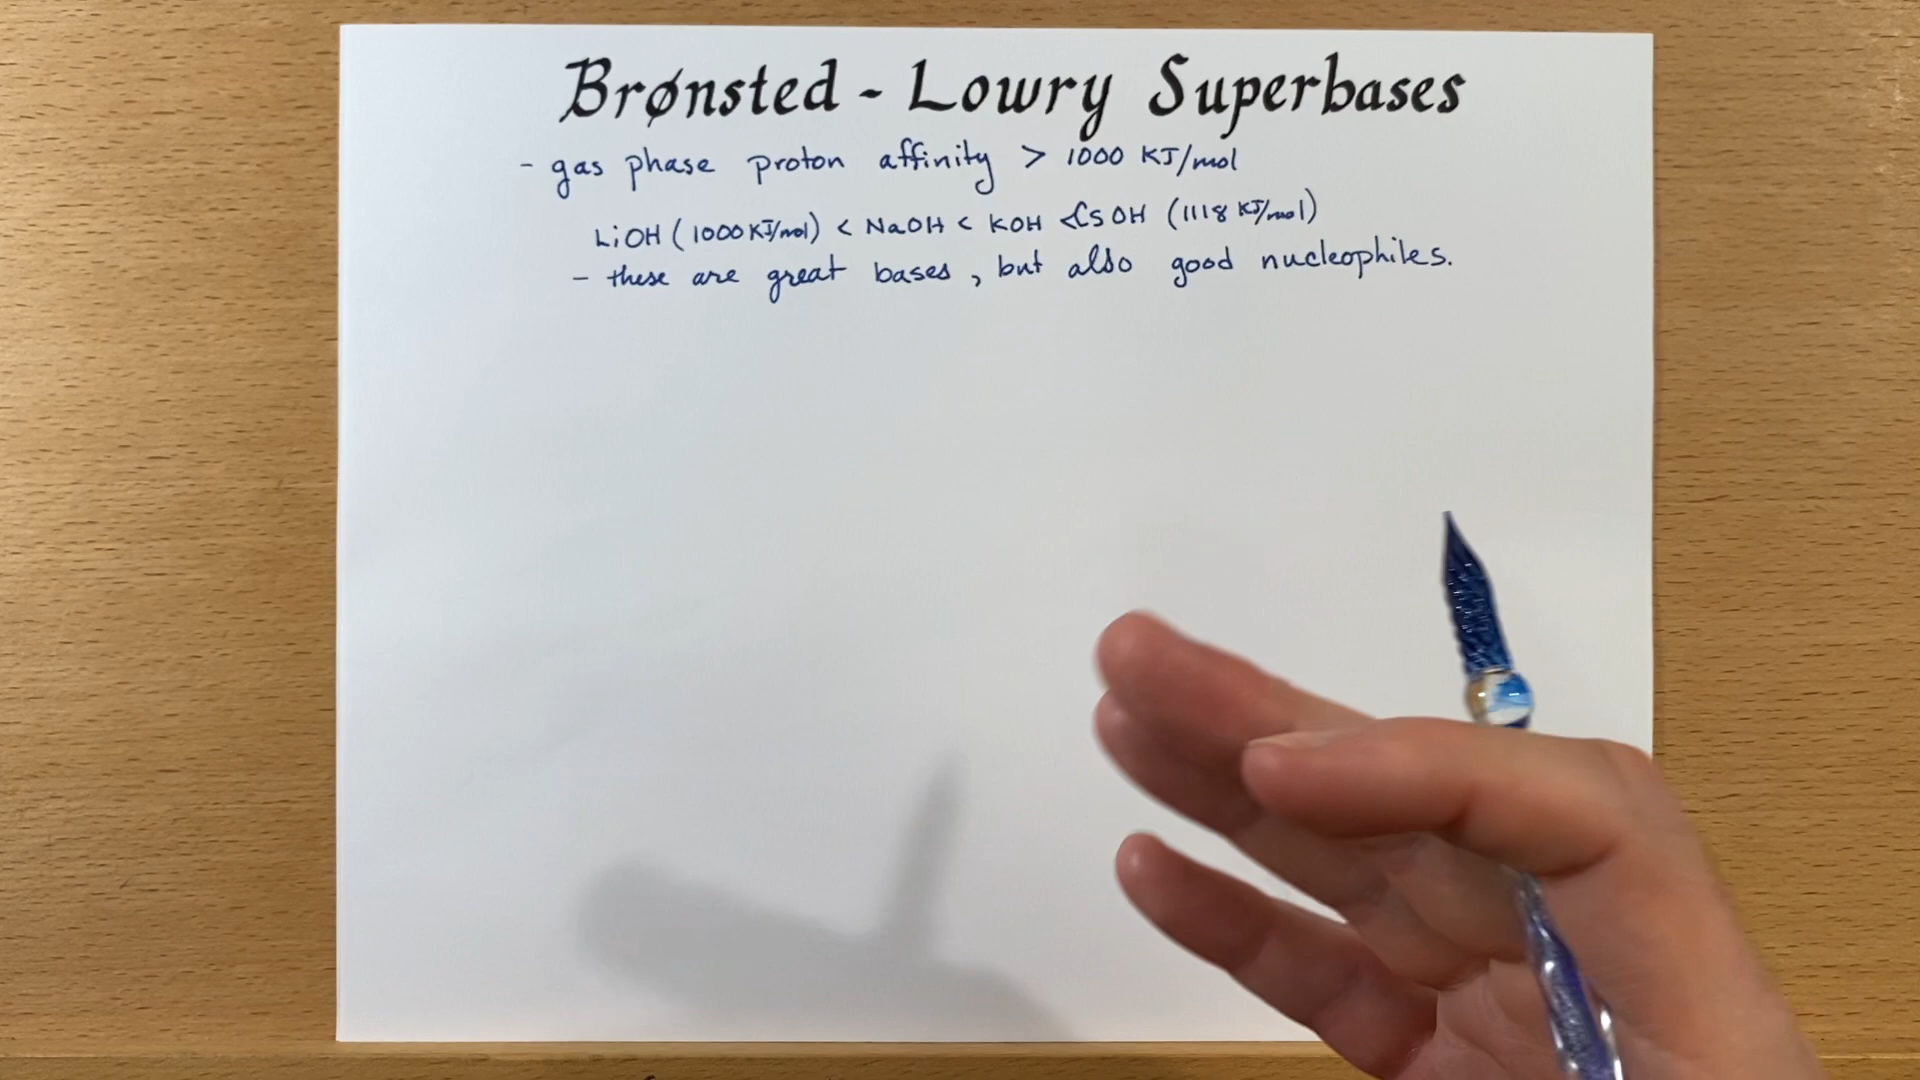 Brønsted - Lowry Superbases
- gas phase proton affinity > 1000 KJ/mol
LiOH (1000 KJ/mol) < NaOH < KOH < CsOH (1118 KJ/mol)
- these are great bases, but also good nucleophiles.